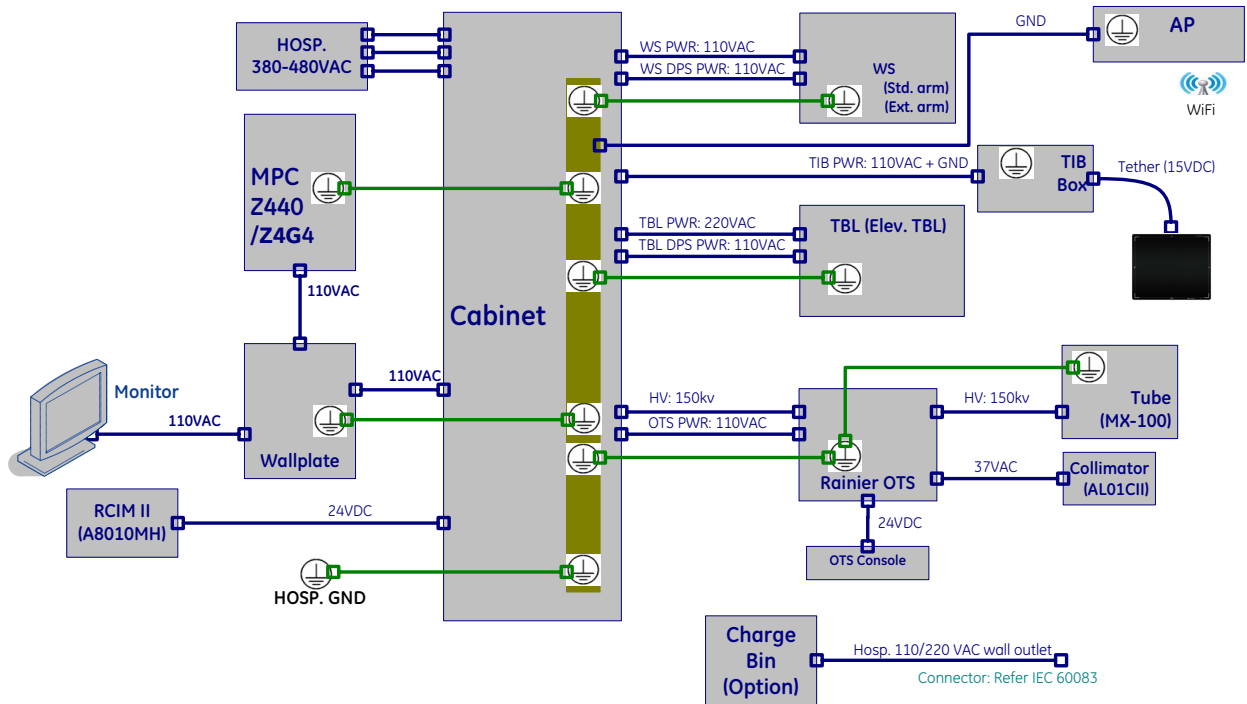 HOSP.
380-480VAC
MPC
Z440
/Z4G4
110VAC
Monitor
110VAC
Wallplate
110VAC
RCIM II
(A8010MH)
24VDC
HOSP. GND
Cabinet
WS PWR: 110VAC
WS DPS PWR: 110VAC
WS
(Std. arm)
(Ext. arm)
GND
AP
WiFi
TIB PWR: 110VAC + GND
TIB
Box
Tether (15VDC)
TBL PWR: 220VAC
TBL DPS PWR: 110VAC
TBL (Elev. TBL)
HV: 150kv
OTS PWR: 110VAC
Rainier OTS
HV: 150kv
Tube
(MX-100)
37VAC
Collimator
(AL01CII)
24VDC
OTS Console
Charge
Bin
(Option)
Hosp. 110/220 VAC wall outlet
Connector: Refer IEC 60083